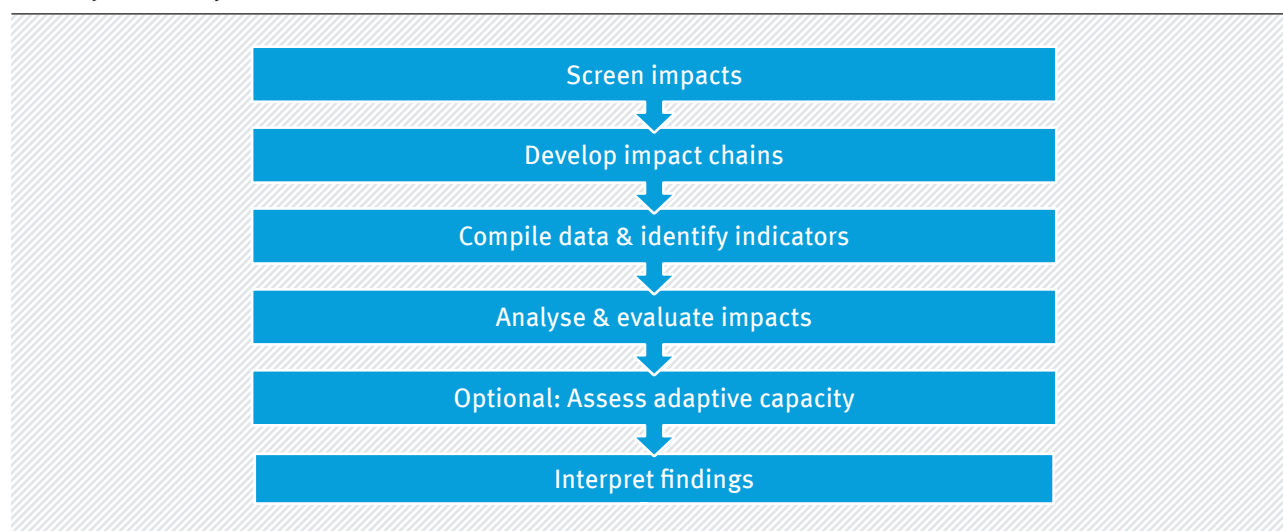 Screen impacts
Develop impact chains
Compile data & identify indicators
Analyse & evaluate impacts
Optional: Assess adaptive capacity
Interpret findings